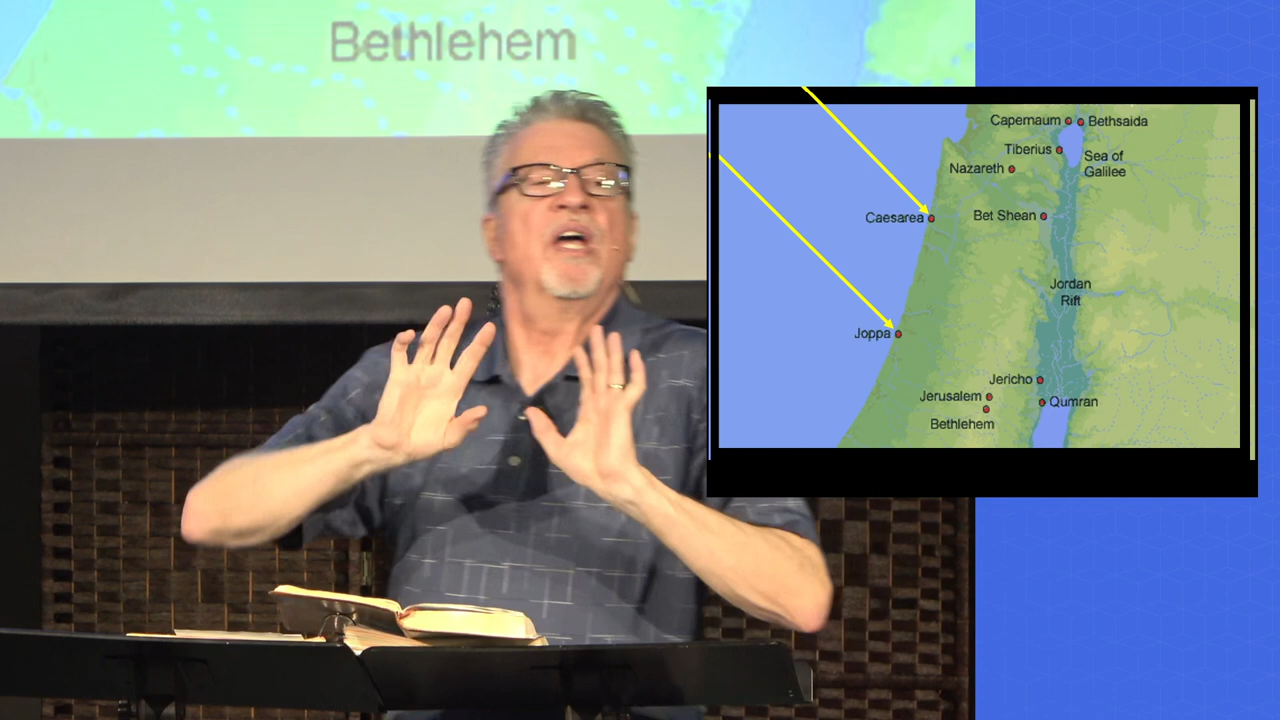 Bethlehem
Capernaum
Bethsaida
Tiberius
Sea of
Galilee
Nazareth
Caesarea
Bet Shean
Jordan
Rift
Joppa
Jericho
Jerusalem
Qumran
Bethlehem